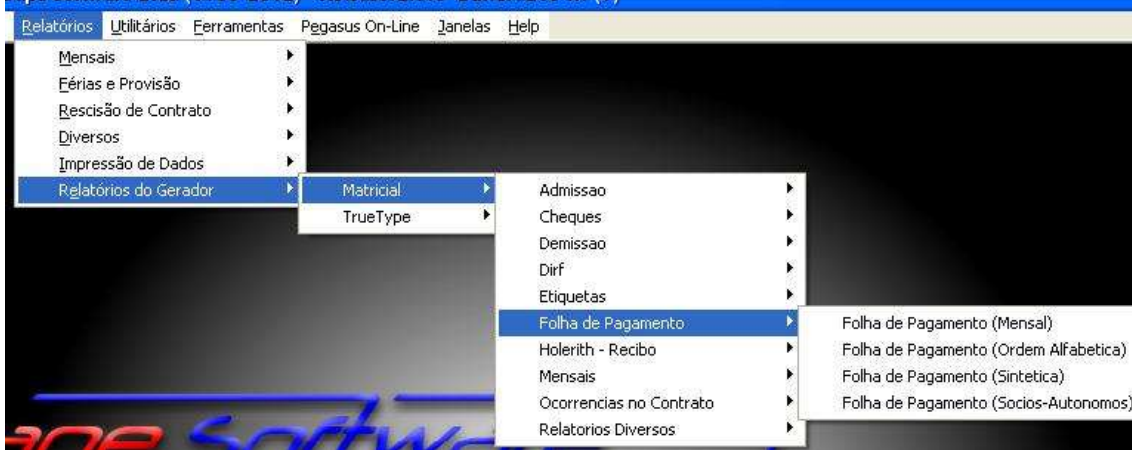 Relatórios Utilitários Ferramentas Pegasus On-Line Janelas Help
Mensais
Férias e Provisão
Rescisão de Contrato
Diversos
Impressão de Dados
Relatórios do Gerador
Matricial
TrueType
Admissao
Cheques
Demissao
Dirf
Etiquetas
Folha de Pagamento
Holerith - Recibo
Mensais
Ocorrencias no Contrato
Relatorios Diversos
Folha de Pagamento (Mensal)
Folha de Pagamento (Ordem Alfabetica)
Folha de Pagamento (Sintetica)
Folha de Pagamento (Socios-Autonomos)